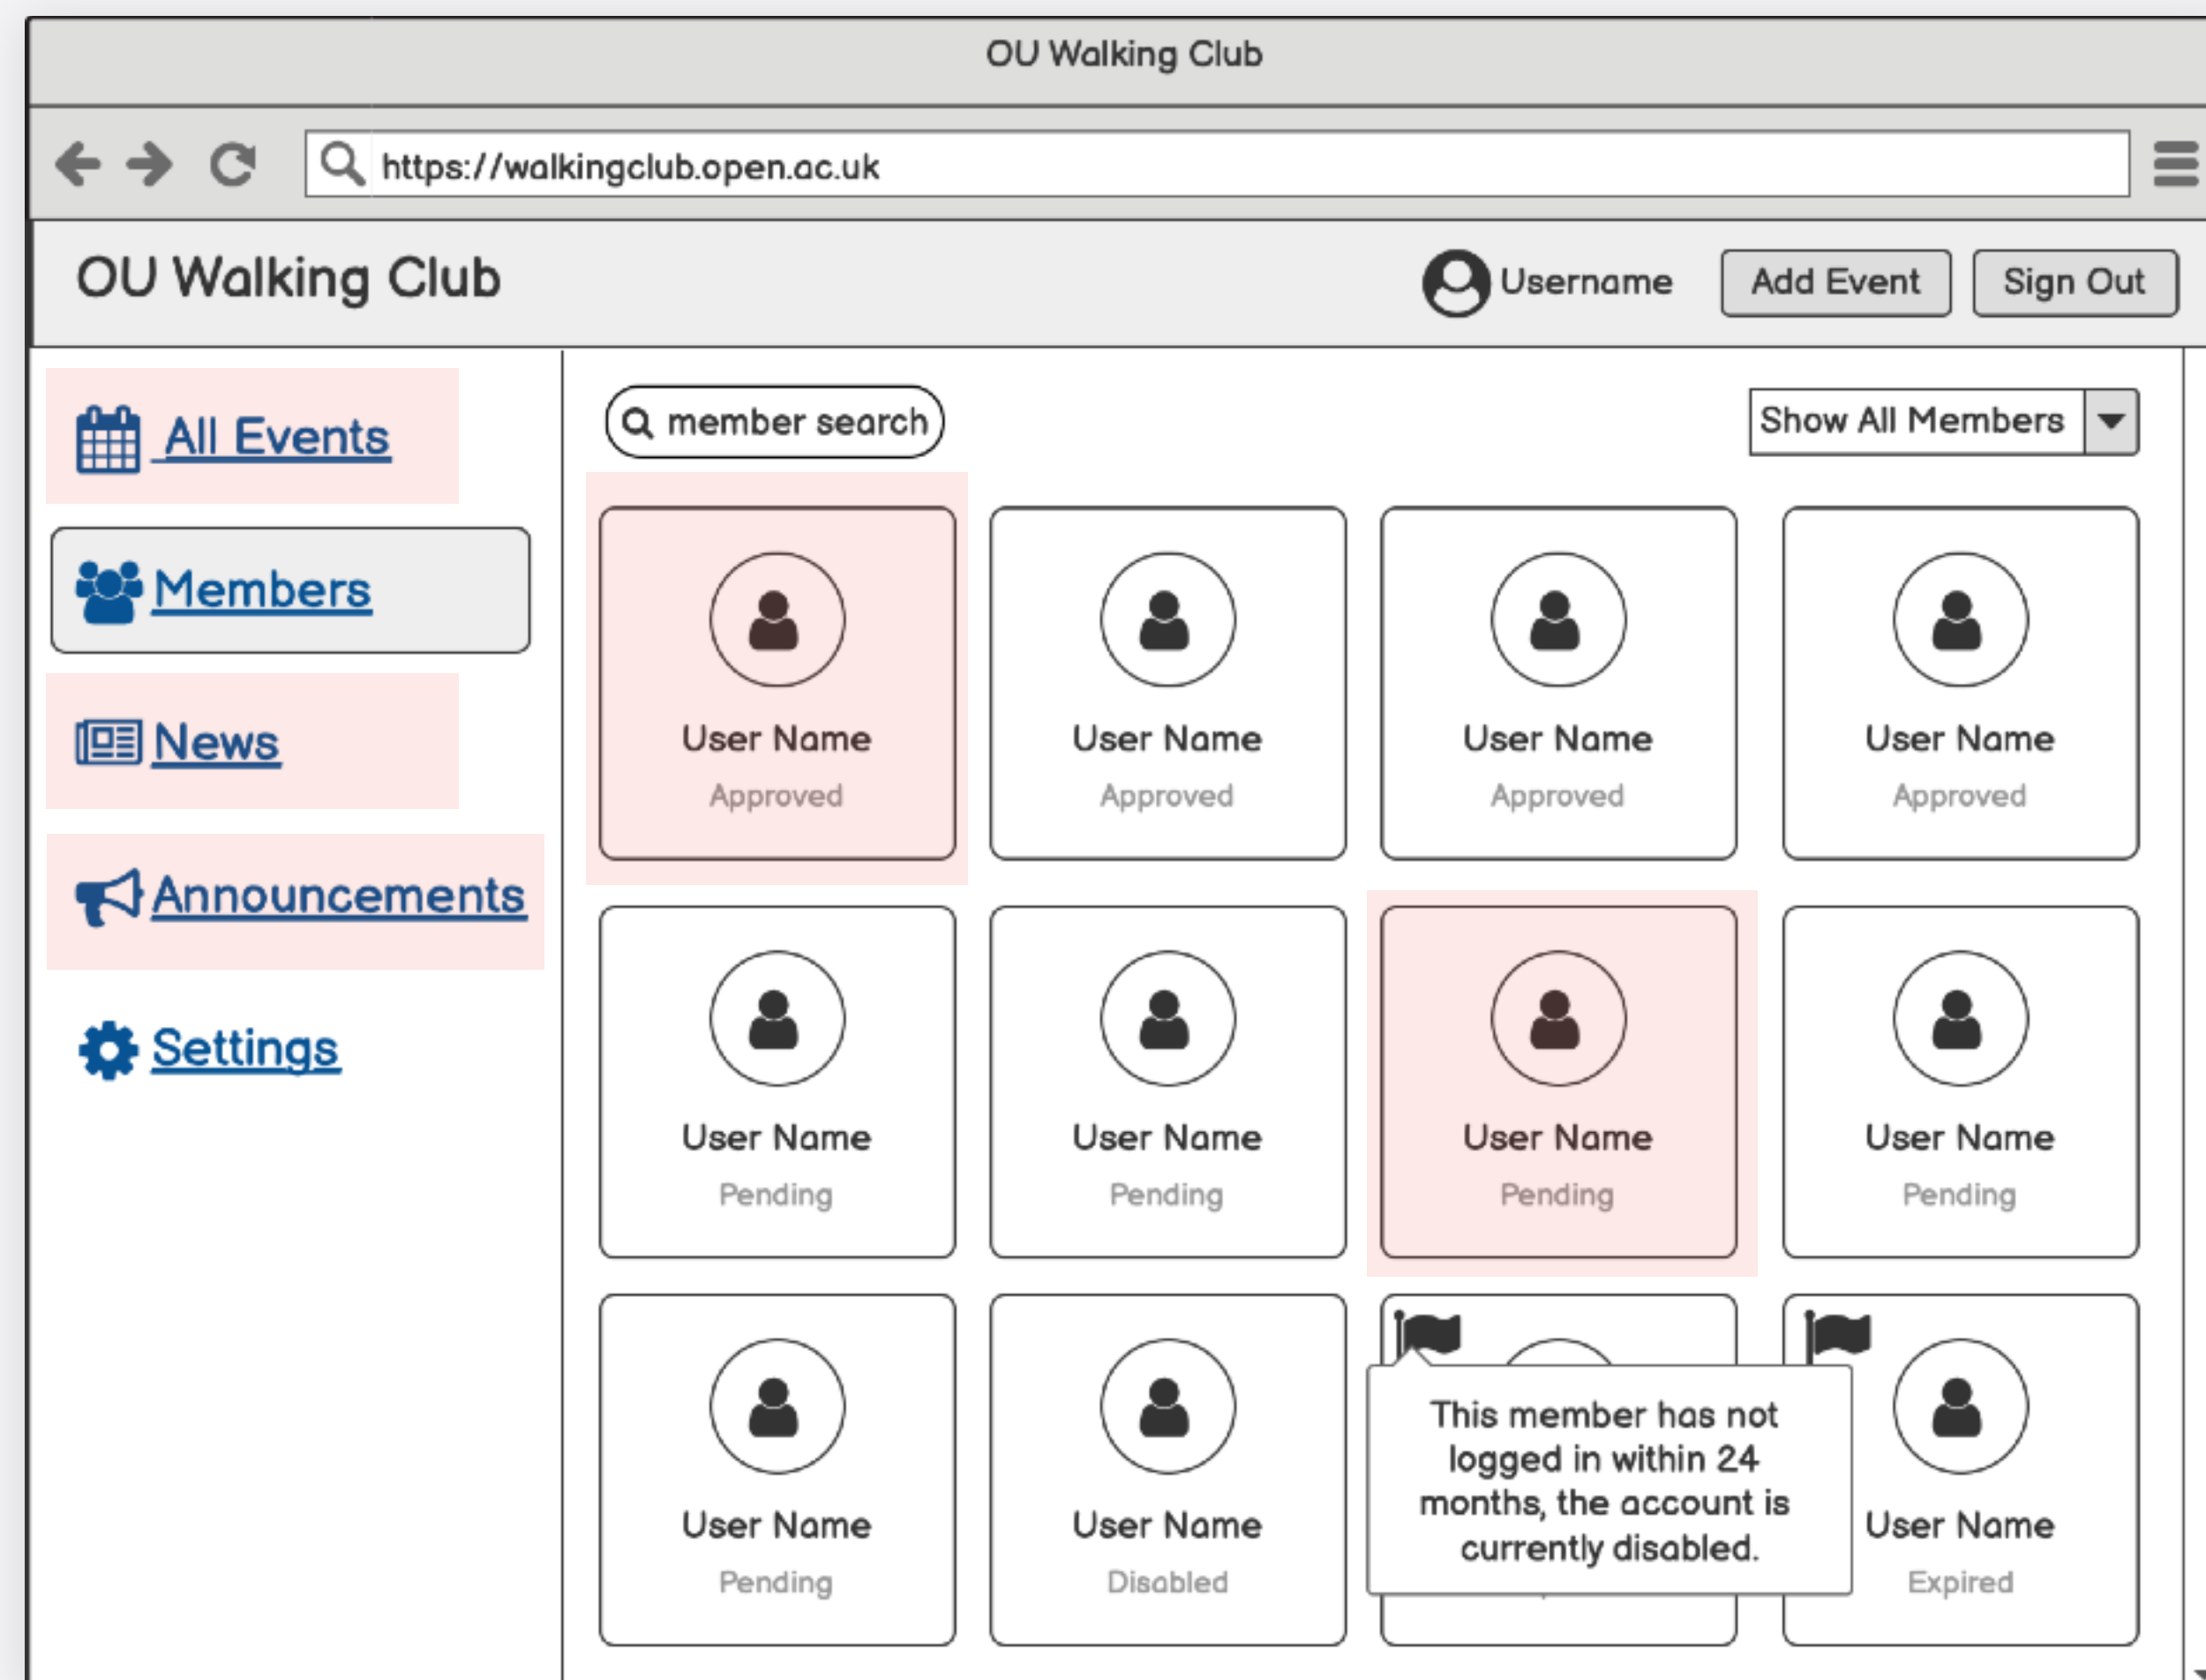 OU Walking Club
https://walkingclub.open.ac.uk
OU Walking Club
Username
Add Event
Sign Out
All Events
Members
News
Announcements
Settings
member search
Show All Members
User Name
Approved
User Name
Approved
User Name
Approved
User Name
Approved
User Name
Pending
User Name
Pending
User Name
Pending
User Name
Pending
User Name
Pending
User Name
Disabled
This member has not
logged in within 24
months, the account is
currently disabled.
User Name
Expired